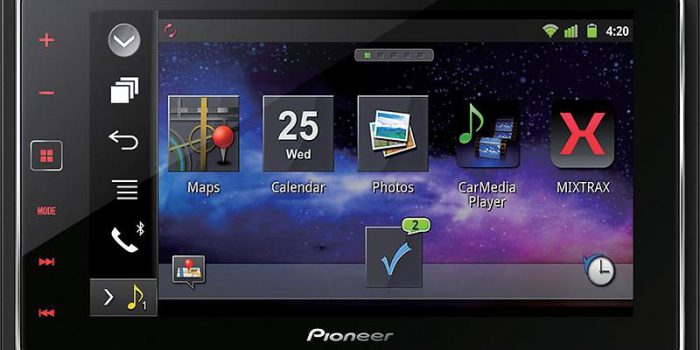 4:20
25
Wed
Maps
Calendar
Photos
CarMedia
Player
MIXTRAX
MODE
2
1
Pioneer